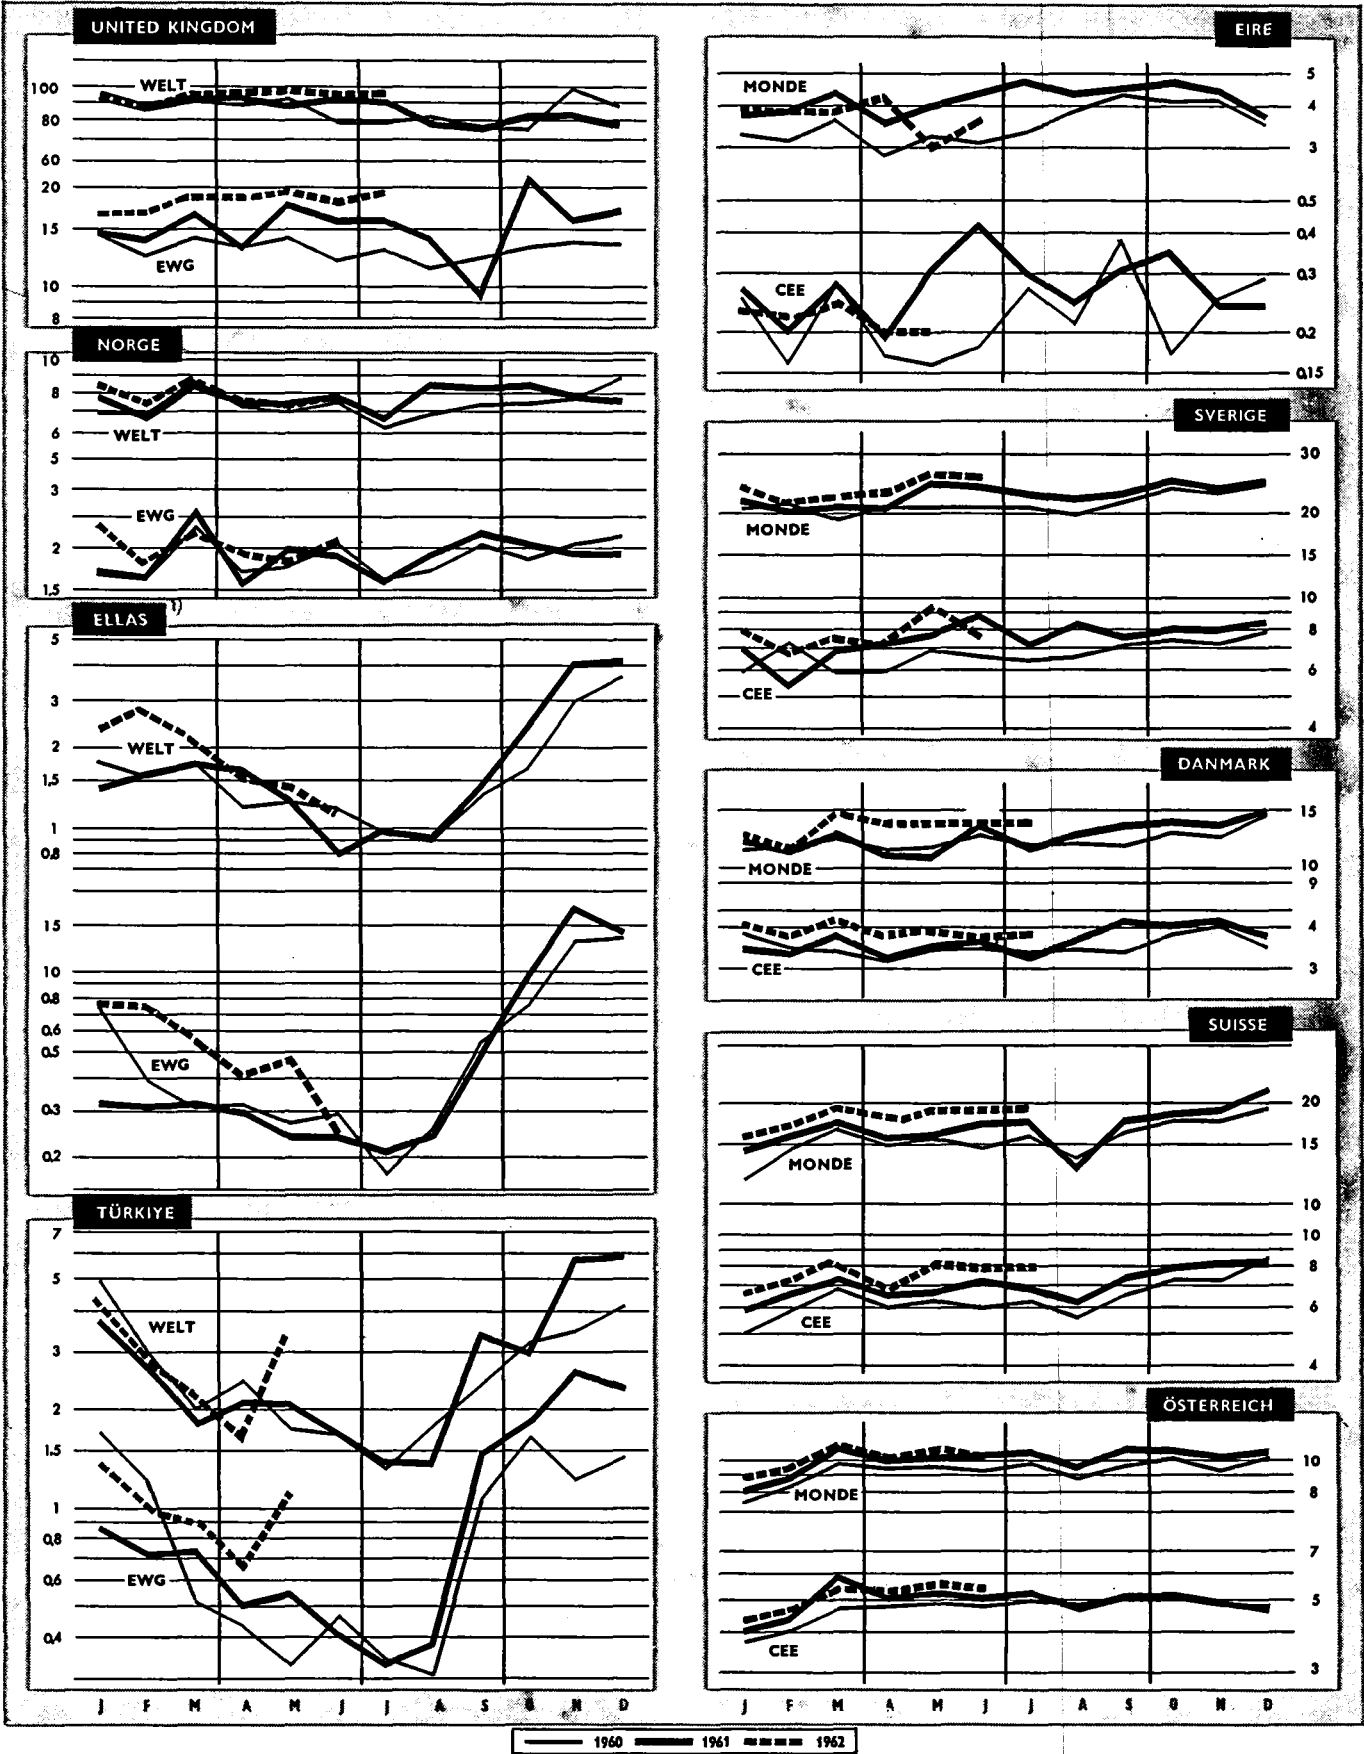 UNITED KINGDOM
WELT
100
80
60
20
15
EWG
10
8
NORGE
10
8
6
WELT
5
3
EWG
2
1,5
ELLAS 1)
5
3
2
WELT
1,5
1
0,8
15
10
0,8
0,6
0,5
EWG
0,3
0,2
TÜRKIYE
7
5
WELT
3
2
1,5
1
0,8
0,6
EWG
0,4
J F M A M J J A S O N D
EIRE
5
MONDE
4
3
0,5
0,4
0,3
CEE
0,2
0,15
SVERIGE
30
20
MONDE
15
10
8
6
CEE
4
DANMARK
15
10
MONDE
9
4
3
CEE
SUISSE
20
15
MONDE
10
10
8
6
CEE
4
ÖSTERREICH
10
8
MONDE
7
5
CEE
3
J F M A M J J A S O N D
1960 1961 1962